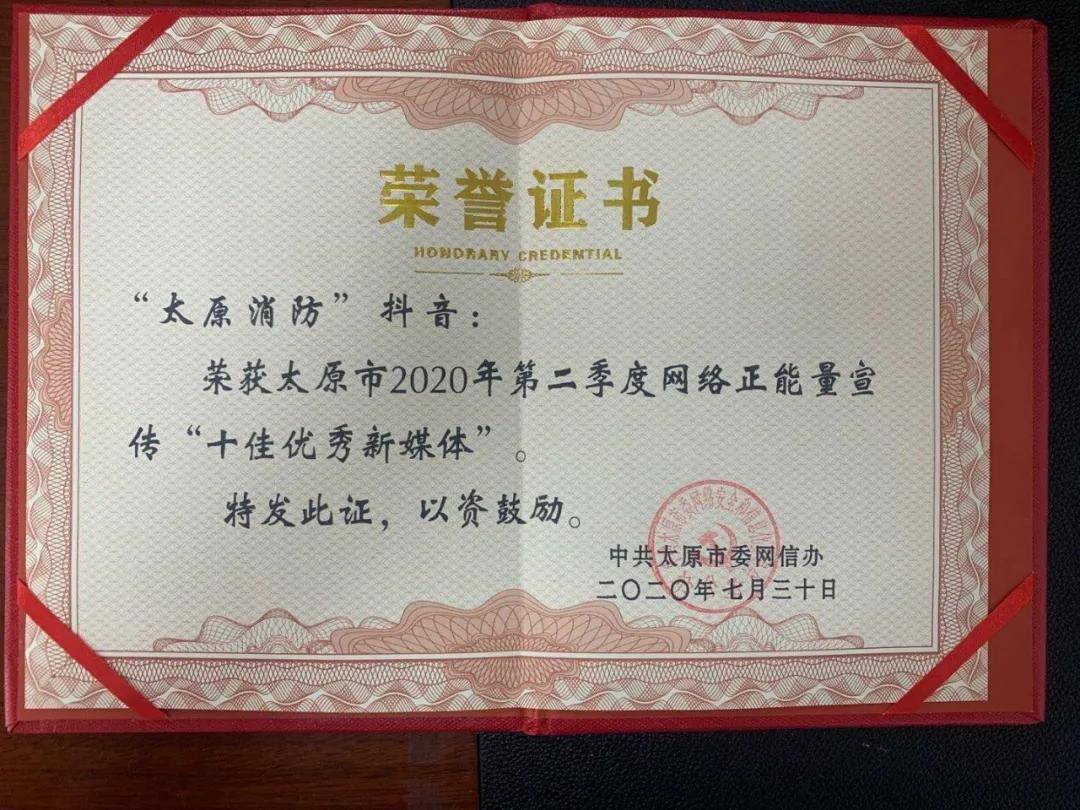 荣誉证书
HONORARY CREDENTIAL
“太原消防”抖音：
荣获太原市2020年第二季度网络正能量宣
传“十佳优秀新媒体”。
特发此证，以资鼓励。
中共太原市委网信办
二〇二〇年七月三十日